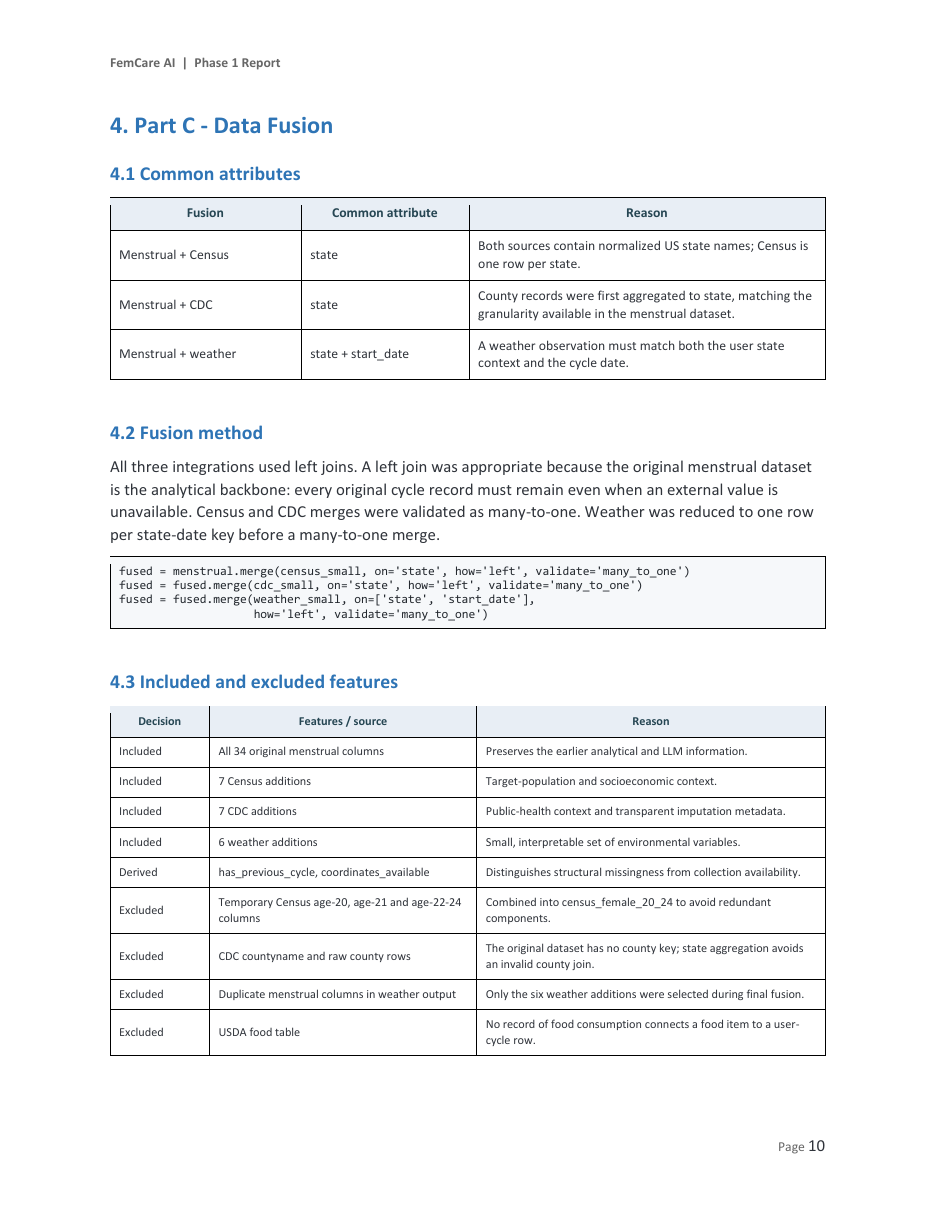 FemCare AI | Phase 1 Report
4. Part C - Data Fusion
4.1 Common attributes
Fusion Common attribute Reason
Menstrual + Census state Both sources contain normalized US state names; Census is
one row per state.
Menstrual + CDC state County records were first aggregated to state, matching the
granularity available in the menstrual dataset.
Menstrual + weather state + start_date A weather observation must match both the user state
context and the cycle date.
4.2 Fusion method
All three integrations used left joins. A left join was appropriate because the original menstrual dataset
is the analytical backbone: every original cycle record must remain even when an external value is
unavailable. Census and CDC merges were validated as many-to-one. Weather was reduced to one row
per state-date key before a many-to-one merge.
fused = menstrual.merge(census_small, on='state', how='left', validate='many_to_one')
fused = fused.merge(cdc_small, on='state', how='left', validate='many_to_one')
fused = fused.merge(weather_small, on=['state', 'start_date'],
how='left', validate='many_to_one')
4.3 Included and excluded features
Decision Features / source Reason
Included All 34 original menstrual columns Preserves the earlier analytical and LLM information.
Included 7 Census additions Target-population and socioeconomic context.
Included 7 CDC additions Public-health context and transparent imputation metadata.
Included 6 weather additions Small, interpretable set of environmental variables.
Derived has_previous_cycle, coordinates_available Distinguishes structural missingness from collection availability.
Excluded Temporary Census age-20, age-21 and age-22-24
columns Combined into census_female_20_24 to avoid redundant
components.
Excluded CDC countyname and raw county rows The original dataset has no county key; state aggregation avoids
an invalid county join.
Excluded Duplicate menstrual columns in weather output Only the six weather additions were selected during final fusion.
Excluded USDA food table No record of food consumption connects a food item to a user-
cycle row.
Page 10